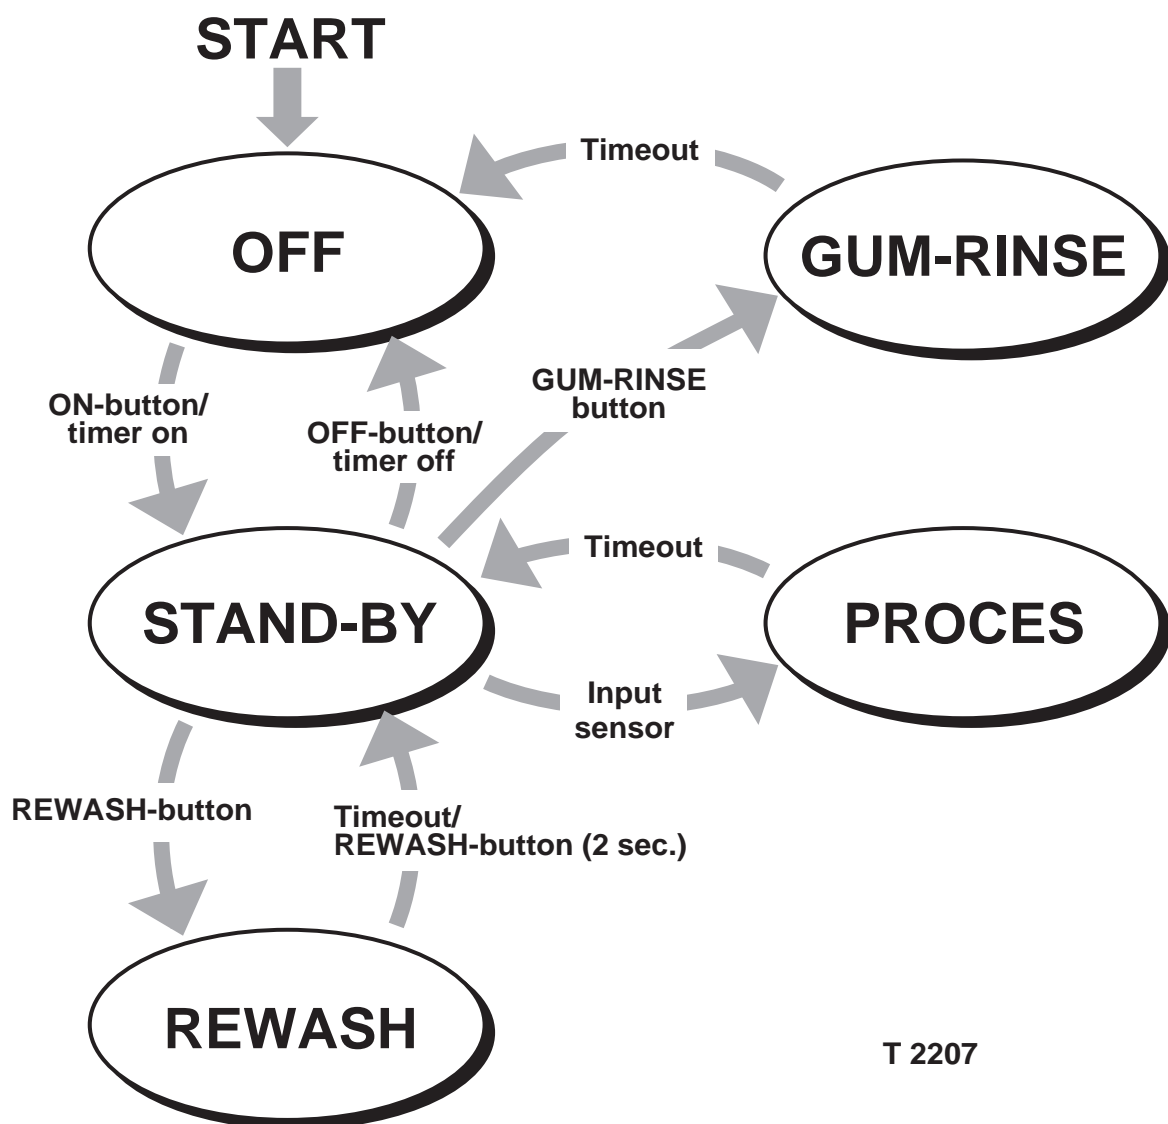 START
Timeout
OFF
GUM-RINSE
GUM-RINSE
button
ON-button/
timer on
OFF-button/
timer off
Timeout
STAND-BY
PROCES
Input
sensor
REWASH-button
Timeout/
REWASH-button (2 sec.)
REWASH
T 2207